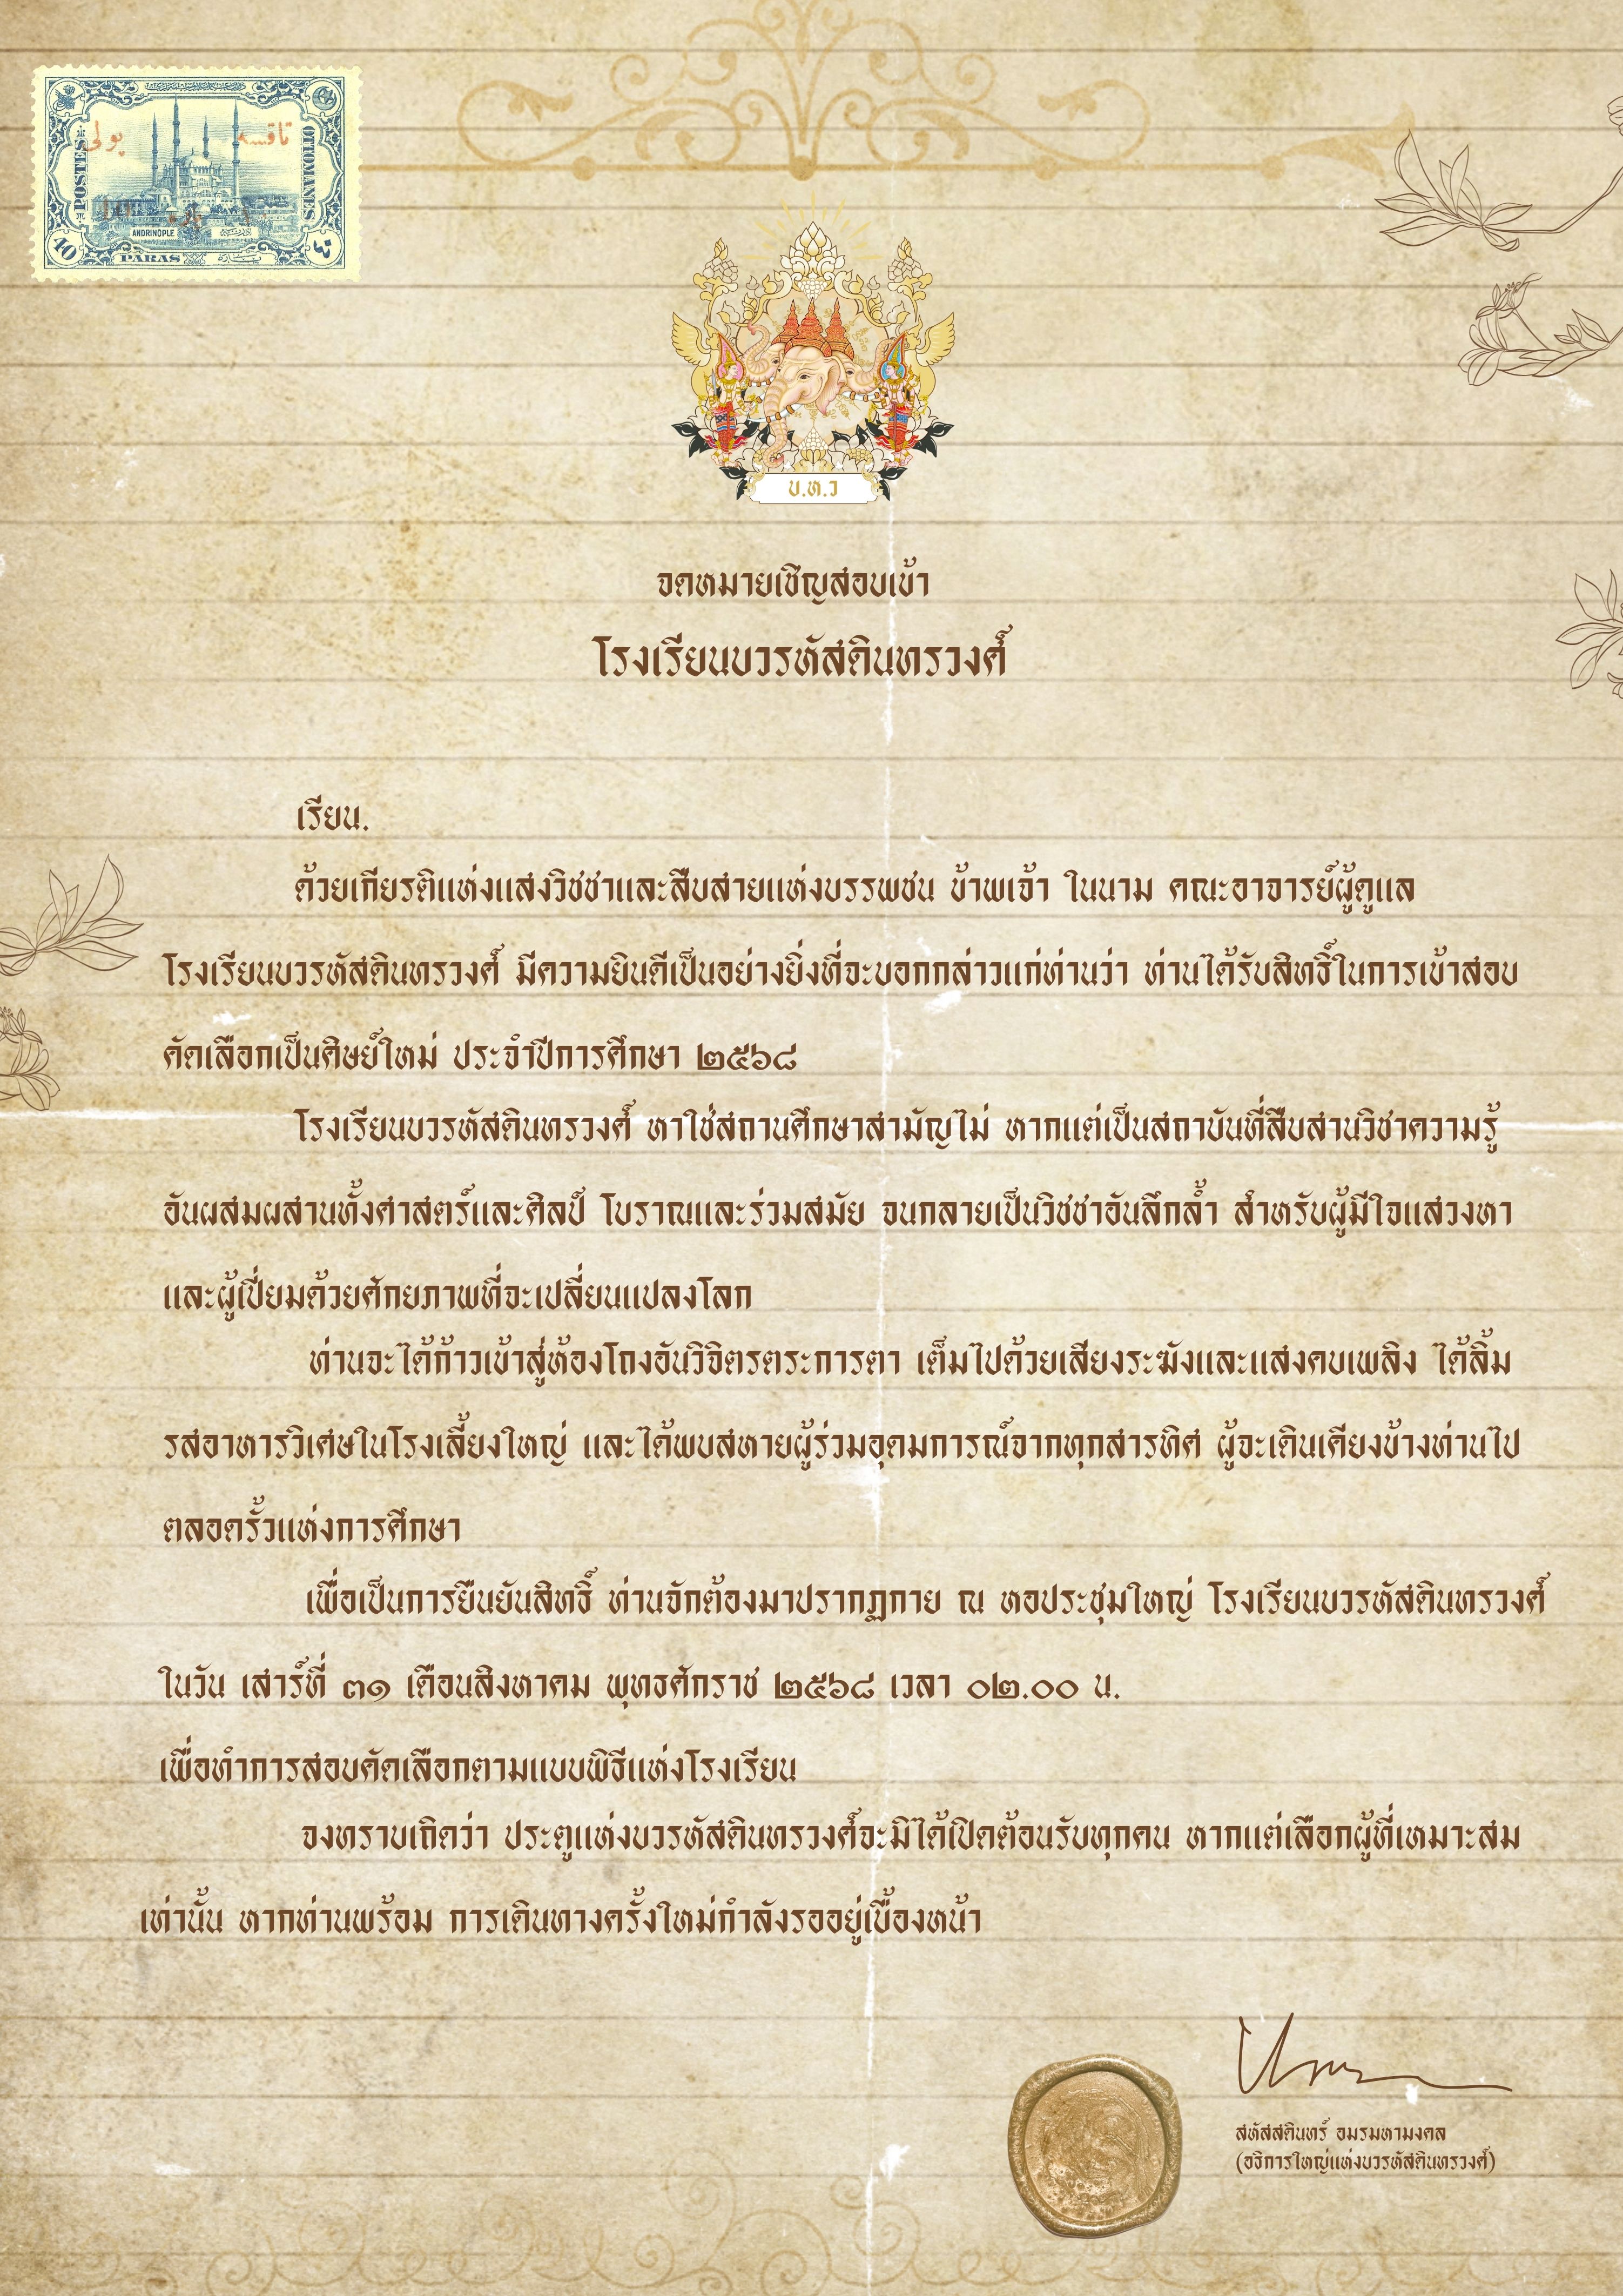 POSTES
OTTOMANES
پولى
تاقسه
ANDRINOPLE
10
PARAS
บ.ห.ว
จดหมายเชิญสอบเข้า
โรงเรียนบวรหัสดินทรวงศ์
เรียน.
ด้วยเกียรติแห่งแสงวิชชาและสืบสายแห่งบรรพชน ข้าพเจ้า ในนาม คณะอาจารย์ผู้ดูแล
โรงเรียนบวรหัสดินทรวงศ์ มีความยินดีเป็นอย่างยิ่งที่จะบอกกล่าวแก่ท่านว่า ท่านได้รับสิทธิ์ในการเข้าสอบ
คัดเลือกเป็นศิษย์ใหม่ ประจำปีการศึกษา ๒๕๖๘
โรงเรียนบวรหัสดินทรวงศ์ หาใช่สถานศึกษาสามัญไม่ หากแต่เป็นสถาบันที่สืบสานวิชาความรู้
อันผสมผสานทั้งศาสตร์และศิลป์ โบราณและร่วมสมัย จนกลายเป็นวิชชาอันลึกล้ำ สำหรับผู้มีใจแสวงหา
และผู้เปี่ยมด้วยศักยภาพที่จะเปลี่ยนแปลงโลก
ท่านจะได้ก้าวเข้าสู่ห้องโถงอันวิจิตรตระการตา เต็มไปด้วยเสียงระฆังและแสงคบเพลิง ได้ลิ้ม
รสอาหารวิเศษในโรงเลี้ยงใหญ่ และได้พบสหายผู้ร่วมอุดมการณ์จากทุกสารทิศ ผู้จะเดินเคียงข้างท่านไป
ตลอดรั้วแห่งการศึกษา
เพื่อเป็นการยืนยันสิทธิ์ ท่านจักต้องมาปรากฏกาย ณ หอประชุมใหญ่ โรงเรียนบวรหัสดินทรวงศ์
ในวัน เสาร์ที่ ๓๑ เดือนสิงหาคม พุทธศักราช ๒๕๖๘ เวลา ๐๒.๐๐ น.
เพื่อทำการสอบคัดเลือกตามแบบพิธีแห่งโรงเรียน
จงทราบเถิดว่า ประตูแห่งบวรหัสดินทรวงศ์จะมิได้เปิดต้อนรับทุกคน หากแต่เลือกผู้ที่เหมาะสม
เท่านั้น หากท่านพร้อม การเดินทางครั้งใหม่กำลังรออยู่เบื้องหน้า
สหัสสดินทร์ อมรมหามงคล
(อธิการใหญ่แห่งบวรหัสดินทรวงศ์)